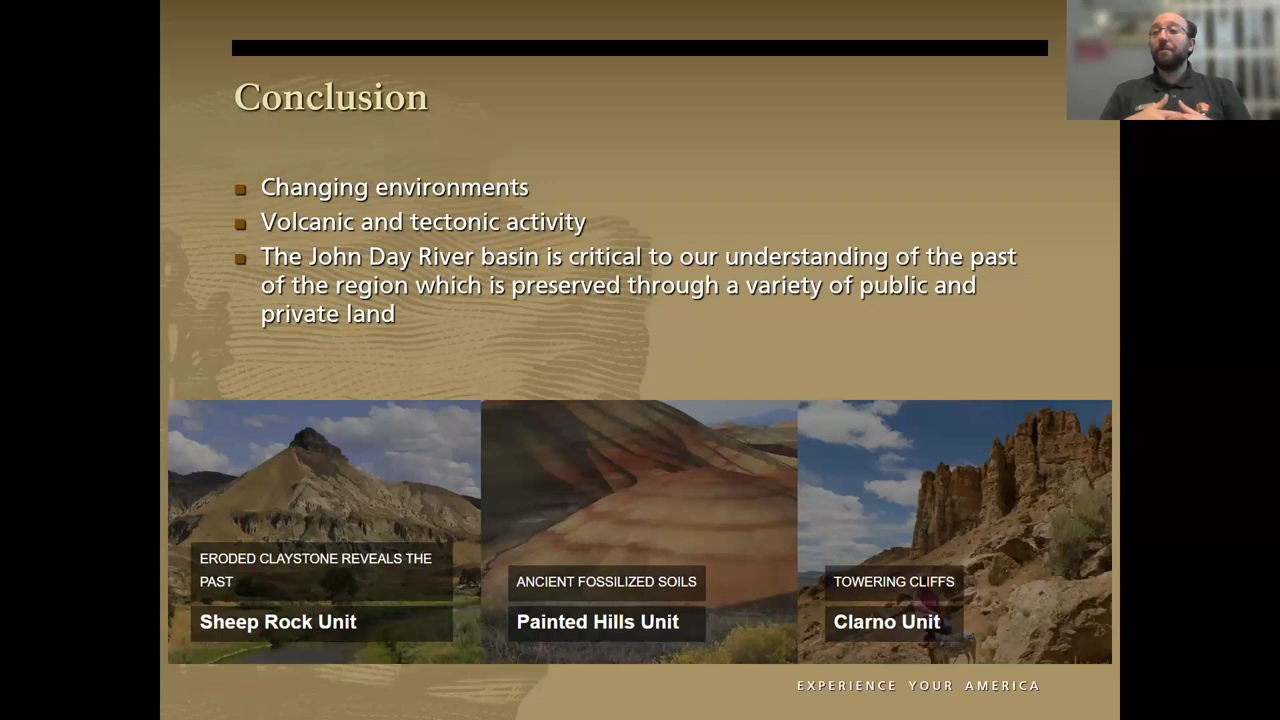 Conclusion
Changing environments
Volcanic and tectonic activity
The John Day River basin is critical to our understanding of the past
of the region which is preserved through a variety of public and
private land
ERODED CLAYSTONE REVEALS THE
PAST
Sheep Rock Unit
ANCIENT FOSSILIZED SOILS
Painted Hills Unit
TOWERING CLIFFS
Clarno Unit
EXPERIENCE YOUR AMERICA